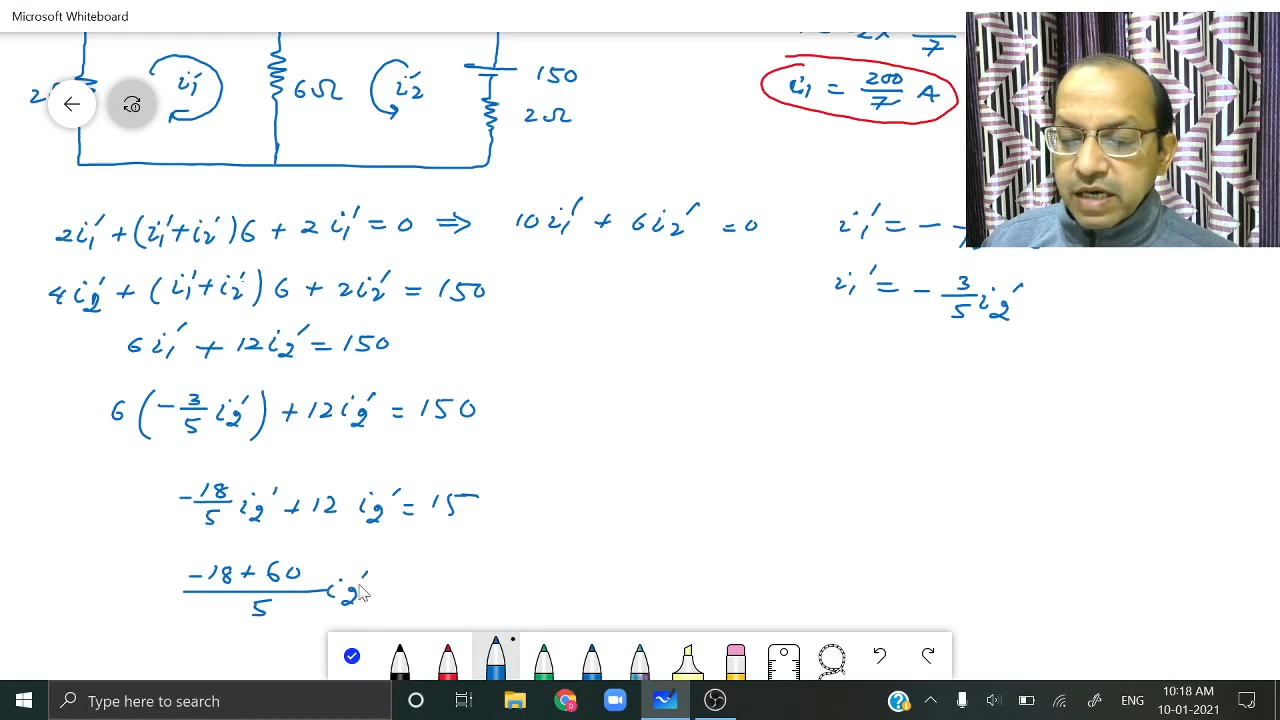 Microsoft Whiteboard
i₁′
6Ω
i₂′
150
2Ω
7
i₁ = 200/7 A
2i₁′ + (i₁′+i₂′)6 + 2i₁′ = 0 ⇒ 10i₁′ + 6i₂′ = 0
i₁′ = -
4i₂′ + (i₁′+i₂′)6 + 2i₂′ = 150
i₁′ = - 3/5 i₂′
6i₁′ + 12i₂′ = 150
6(-3/5 i₂′) + 12i₂′ = 150
-18/5 i₂′ + 12 i₂′ = 15
-18+60/5 i₂′
Type here to search
ENG
10:18 AM
10-01-2021